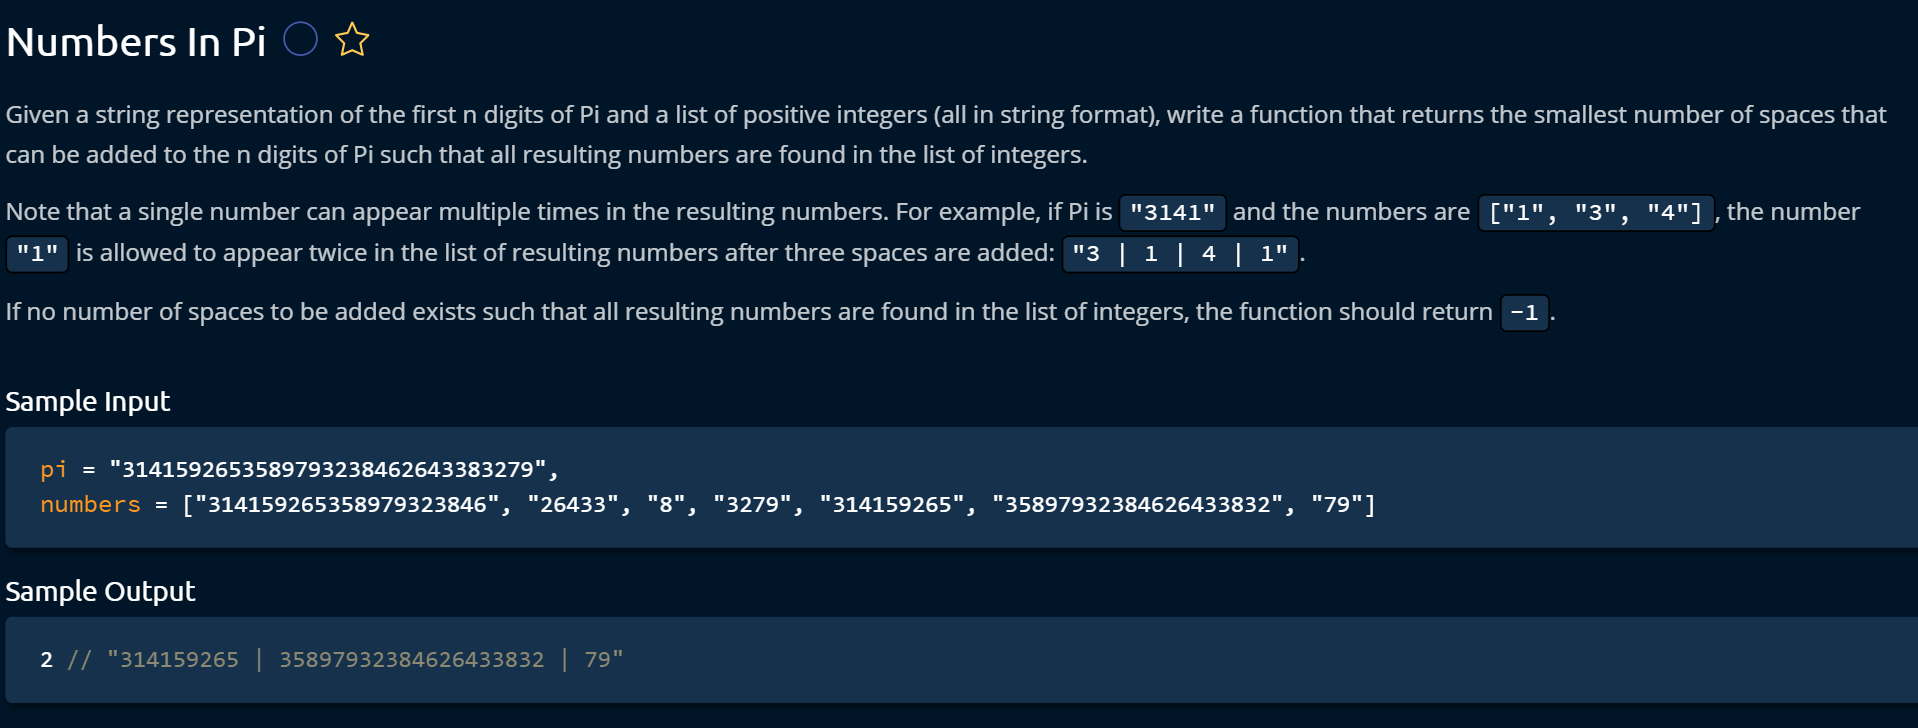 Numbers In Pi
Given a string representation of the first n digits of Pi and a list of positive integers (all in string format), write a function that returns the smallest number of spaces that
can be added to the n digits of Pi such that all resulting numbers are found in the list of integers.
Note that a single number can appear multiple times in the resulting numbers. For example, if Pi is "3141" and the numbers are ["1", "3", "4"], the number
"1" is allowed to appear twice in the list of resulting numbers after three spaces are added: "3 | 1 | 4 | 1".
If no number of spaces to be added exists such that all resulting numbers are found in the list of integers, the function should return -1.
Sample Input
pi = "3141592653589793238462643383279",
numbers = ["314159265358979323846", "26433", "8", "3279", "314159265", "35897932384626433832", "79"]
Sample Output
2 // "314159265 | 35897932384626433832 | 79"